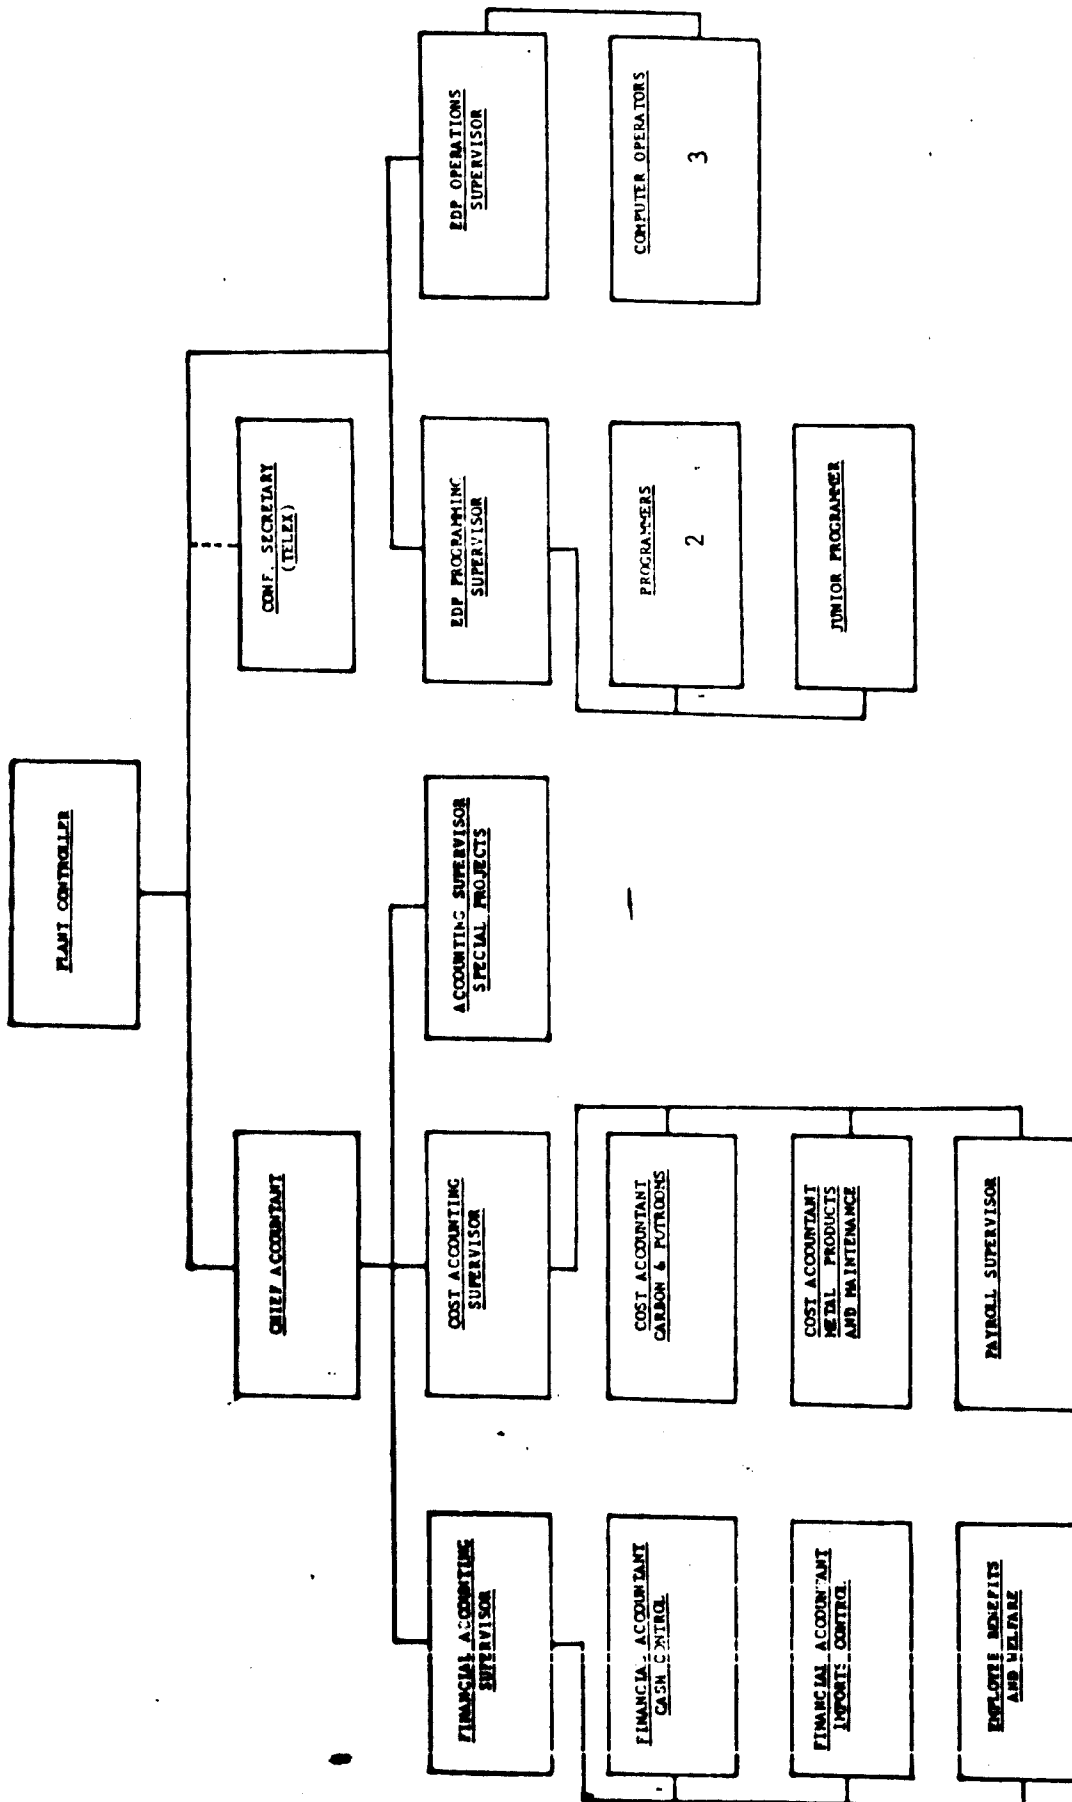 PLANT CONTROLLER
CHIEF ACCOUNTANT
CONF. SECRETARY
(TELEX)
FINANCIAL ACCOUNTING
SUPERVISOR
COST ACCOUNTING
SUPERVISOR
ACCOUNTING SUPERVISOR
SPECIAL PROJECTS
EDP PROGRAMMING
SUPERVISOR
EDP OPERATIONS
SUPERVISOR
FINANCIAL ACCOUNTANT
CASH CONTROL
COST ACCOUNTANT
CARBON & POTROOMS
PROGRAMMERS
2
COMPUTER OPERATORS
3
FINANCIAL ACCOUNTANT
IMPORTS CONTROL
COST ACCOUNTANT
METAL PRODUCTS
AND MAINTENANCE
JUNIOR PROGRAMMER
EMPLOYEE BENEFITS
AND WELFARE
PAYROLL SUPERVISOR